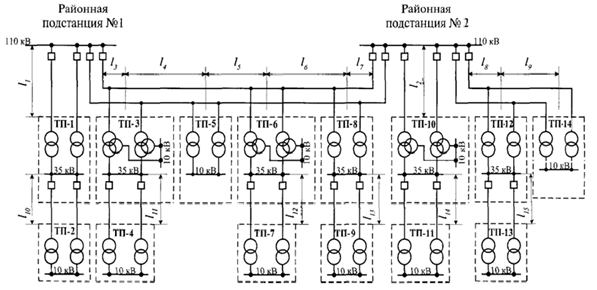 Районная
подстанция №1
Районная
подстанция № 2
110 кВ
110 кВ
l3 l4 l5 l6 l7 l8 l9
l1
l2
ТП-1 ТП-3 ТП-5 ТП-6 ТП-8 ТП-10 ТП-12 ТП-14
10 кВ
10 кВ
10 кВ
35 кВ 35 кВ 10 кВ 35 кВ 35 кВ 35 кВ 35 кВ 10 кВ
l10 l11 l12 l13 l14 l15
ТП-2 ТП-4 ТП-7 ТП-9 ТП-11 ТП-13
10 кВ 10 кВ 10 кВ 10 кВ 10 кВ 10 кВ